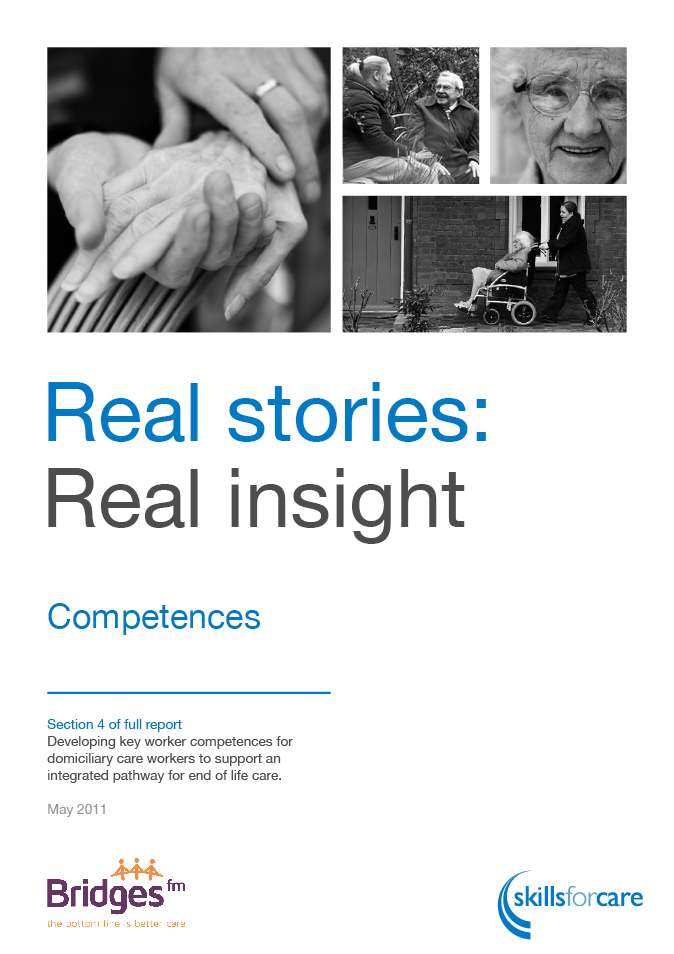 Real stories:
Real insight
Competences
Section 4 of full report
Developing key worker competences for
domiciliary care workers to support an
integrated pathway for end of life care.
May 2011
Bridges fm
the bottom line is better care
skillsforcare